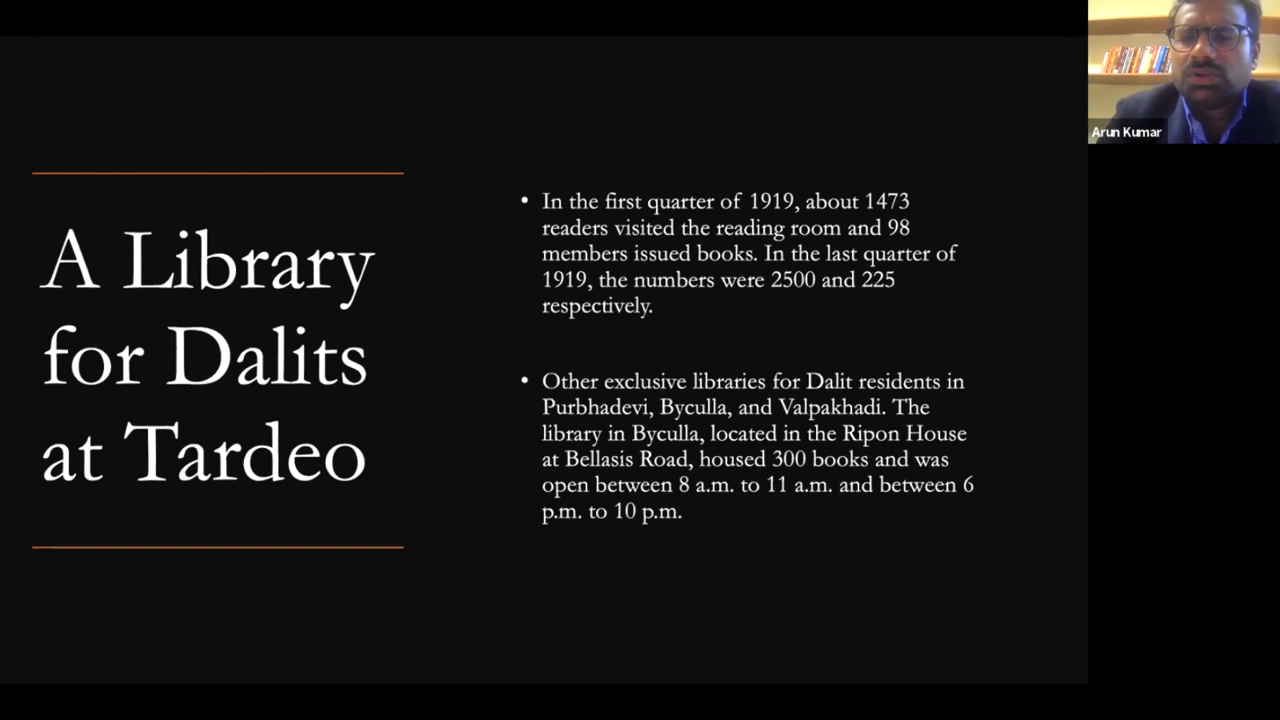 A Library
for Dalits
at Tardeo
• In the first quarter of 1919, about 1473
readers visited the reading room and 98
members issued books. In the last quarter of
1919, the numbers were 2500 and 225
respectively.
• Other exclusive libraries for Dalit residents in
Purbhadevi, Byculla, and Valpakhadi. The
library in Byculla, located in the Ripon House
at Bellasis Road, housed 300 books and was
open between 8 a.m. to 11 a.m. and between 6
p.m. to 10 p.m.
Arun Kumar